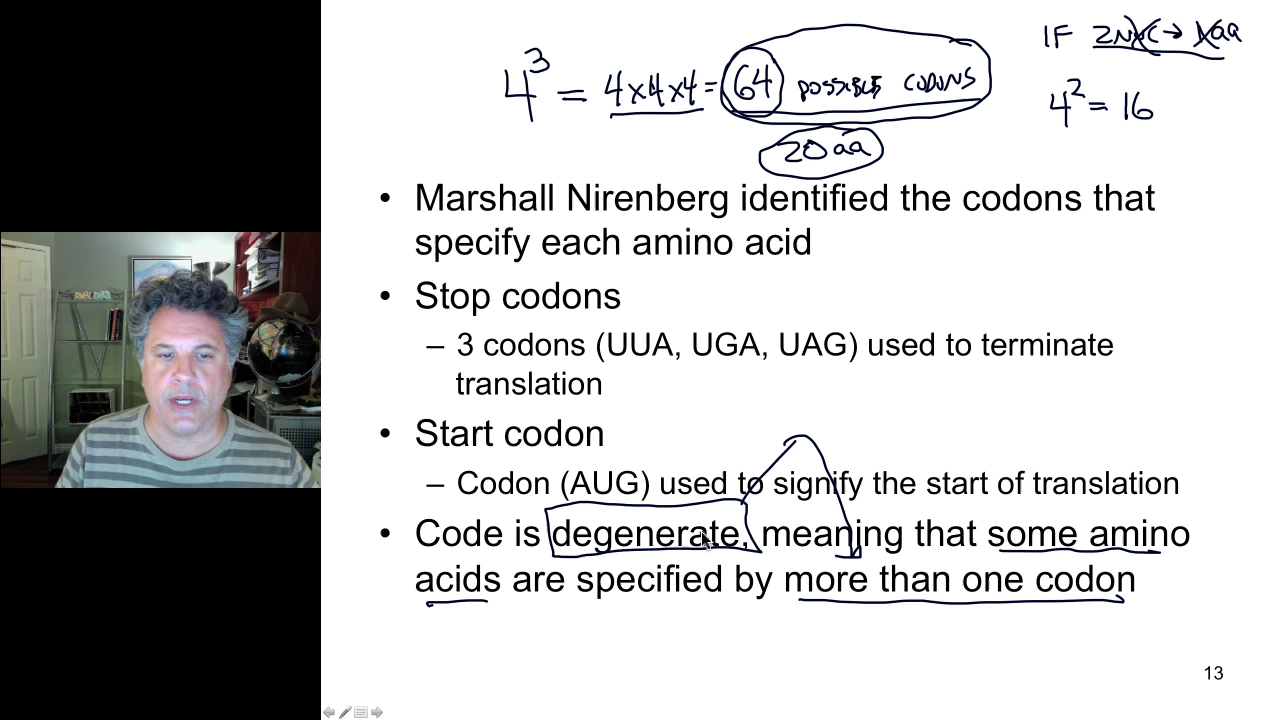 4³ = 4x4x4 = 64 POSSIBLE CODONS
20 aa
IF 2Nuc → 1aa
4² = 16
• Marshall Nirenberg identified the codons that
specify each amino acid
• Stop codons
– 3 codons (UUA, UGA, UAG) used to terminate
translation
• Start codon
– Codon (AUG) used to signify the start of translation
• Code is degenerate, meaning that some amino
acids are specified by more than one codon
13